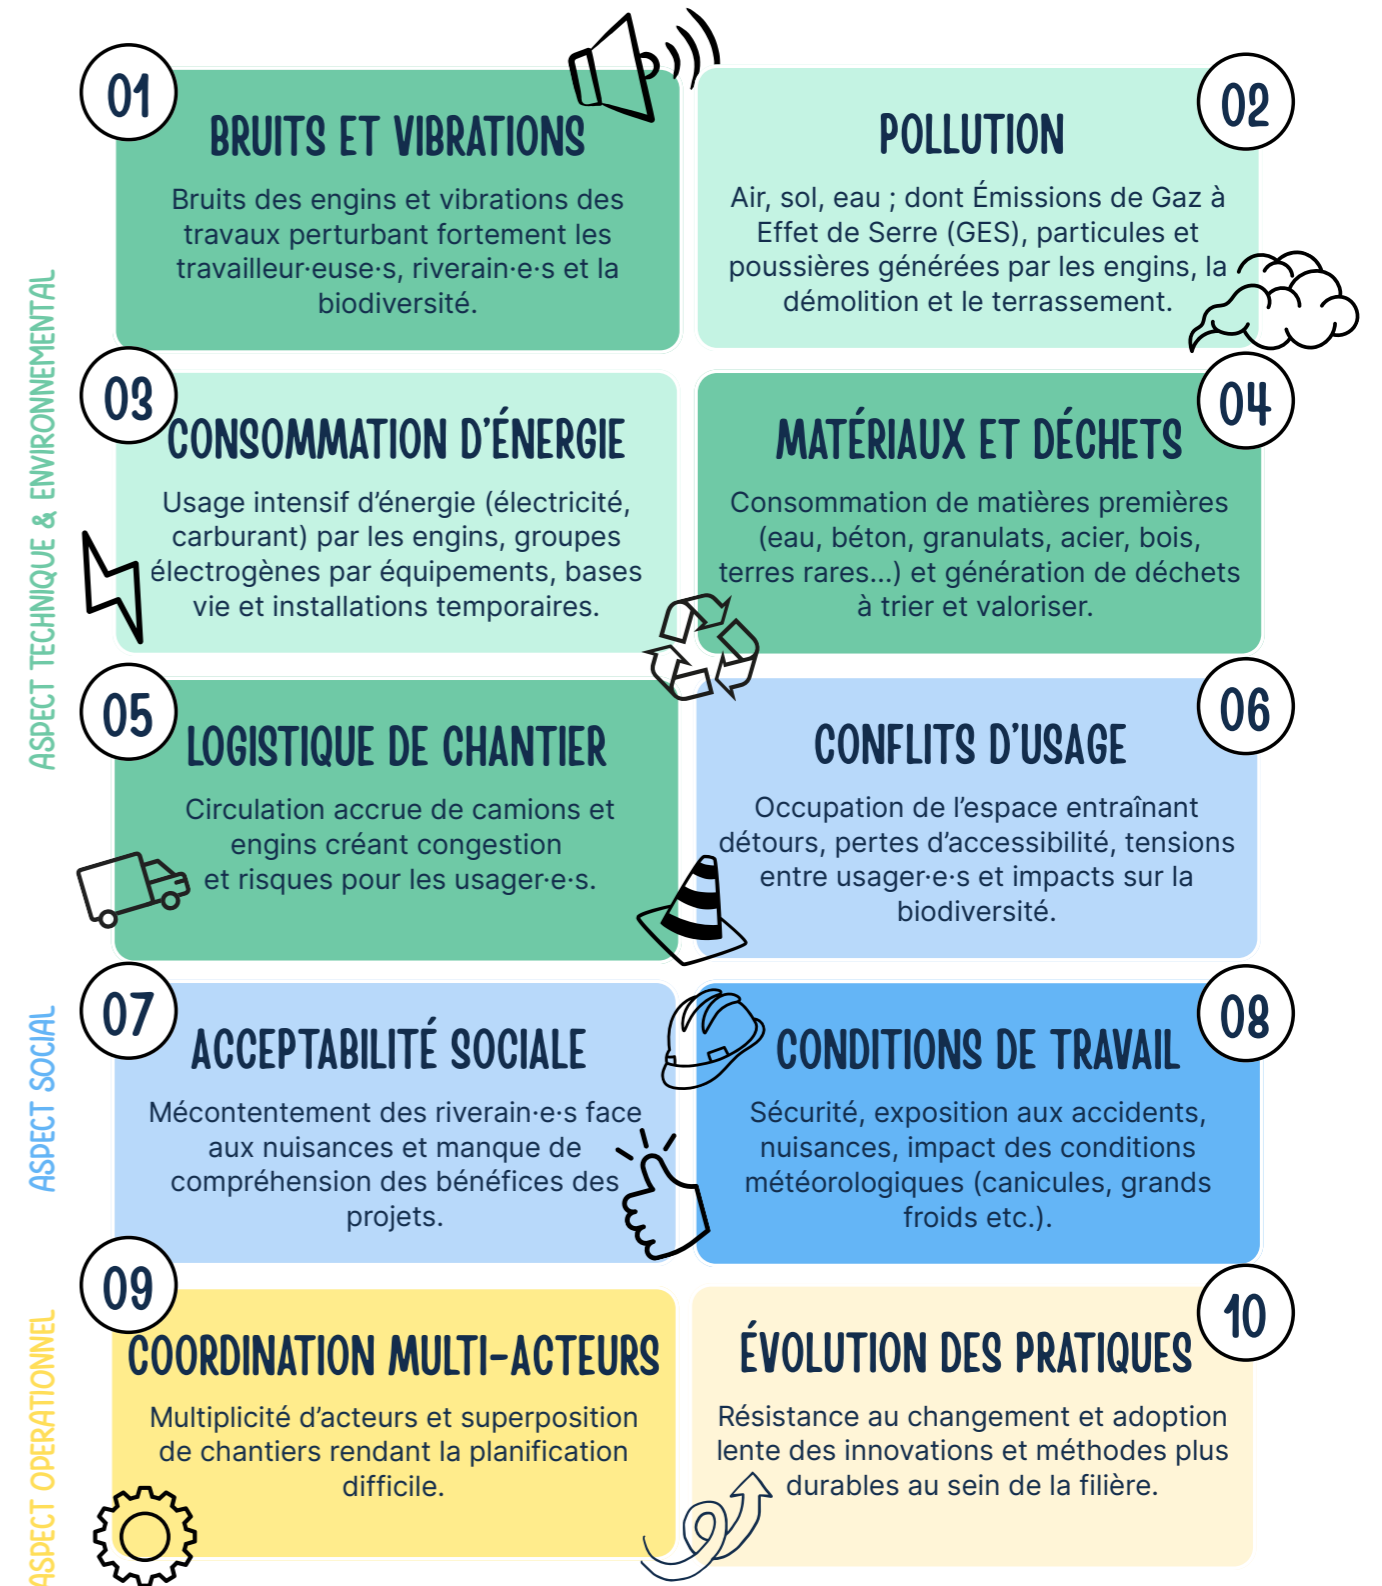 01
BRUITS ET VIBRATIONS
Bruits des engins et vibrations des
travaux perturbant fortement les
travailleur·euse·s, riverain·e·s et la
biodiversité.
02
POLLUTION
Air, sol, eau ; dont Émissions de Gaz à
Effet de Serre (GES), particules et
poussières générées par les engins, la
démolition et le terrassement.
ASPECT TECHNIQUE & ENVIRONNEMENTAL
03
CONSOMMATION D'ÉNERGIE
Usage intensif d’énergie (électricité,
carburant) par les engins, groupes
électrogènes par équipements, bases
vie et installations temporaires.
04
MATÉRIAUX ET DÉCHETS
Consommation de matières premières
(eau, béton, granulats, acier, bois,
terres rares...) et génération de déchets
à trier et valoriser.
05
LOGISTIQUE DE CHANTIER
Circulation accrue de camions et
engins créant congestion
et risques pour les usager·e·s.
06
CONFLITS D'USAGE
Occupation de l’espace entraînant
détours, pertes d’accessibilité, tensions
entre usager·e·s et impacts sur la
biodiversité.
ASPECT SOCIAL
07
ACCEPTABILITÉ SOCIALE
Mécontentement des riverain·e·s face
aux nuisances et manque de
compréhension des bénéfices des
projets.
08
CONDITIONS DE TRAVAIL
Sécurité, exposition aux accidents,
nuisances, impact des conditions
météorologiques (canicules, grands
froids etc.).
ASPECT OPERATIONNEL
09
COORDINATION MULTI-ACTEURS
Multiplicité d’acteurs et superposition
de chantiers rendant la planification
difficile.
10
ÉVOLUTION DES PRATIQUES
Résistance au changement et adoption
lente des innovations et méthodes plus
durables au sein de la filière.